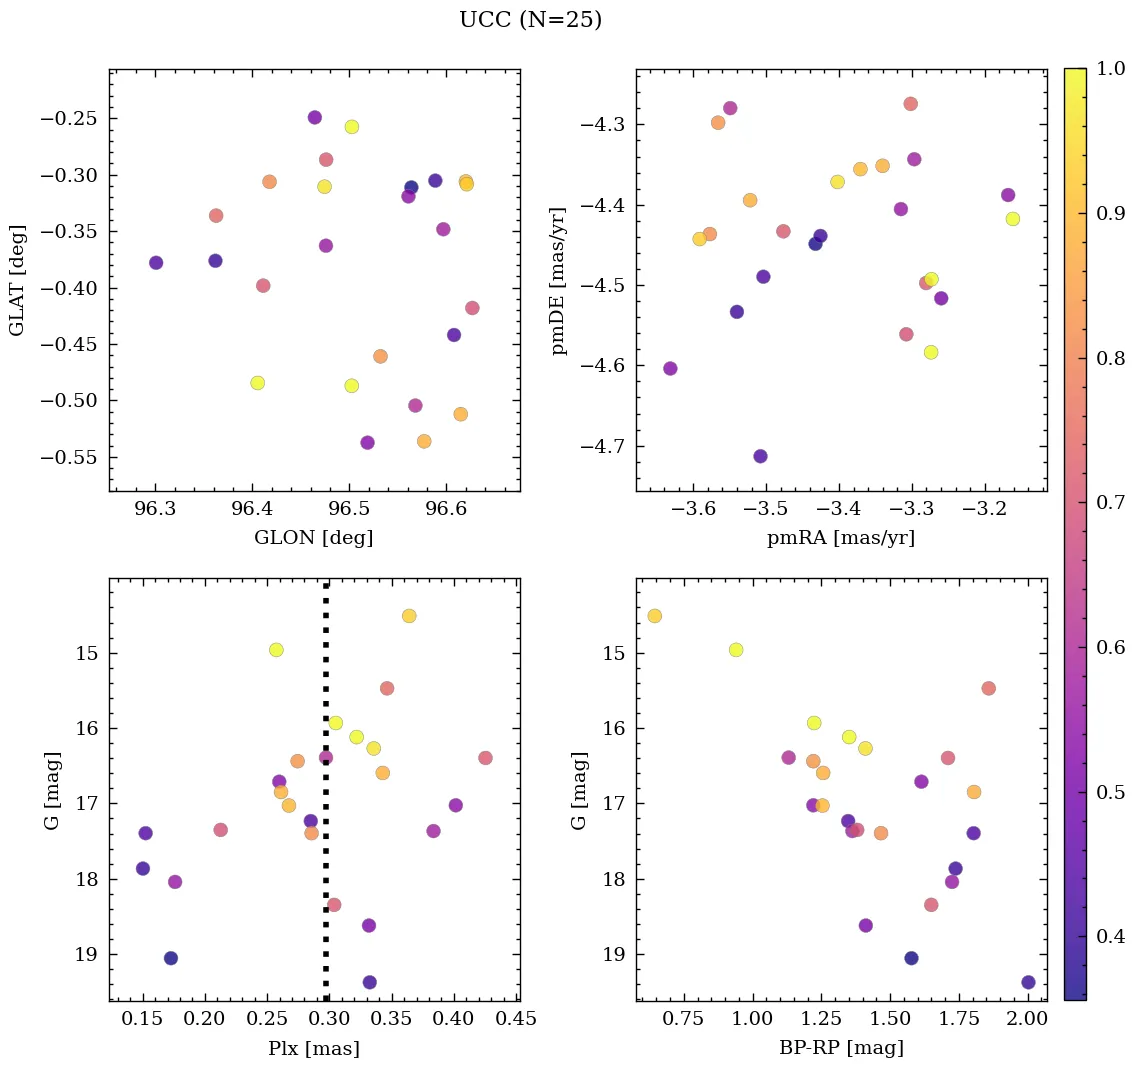 UCC (N=25)
−0.25
−0.30
−0.35
−0.40
−0.45
−0.50
−0.55
GLAT [deg]
96.3 96.4 96.5 96.6
GLON [deg]
−4.3
−4.4
−4.5
−4.6
−4.7
pmDE [mas/yr]
−3.6 −3.5 −3.4 −3.3 −3.2
pmRA [mas/yr]
15
16
17
18
19
G [mag]
0.15 0.20 0.25 0.30 0.35 0.40 0.45
Plx [mas]
15
16
17
18
19
G [mag]
0.75 1.00 1.25 1.50 1.75 2.00
BP-RP [mag]
1.0
0.9
0.8
0.7
0.6
0.5
0.4